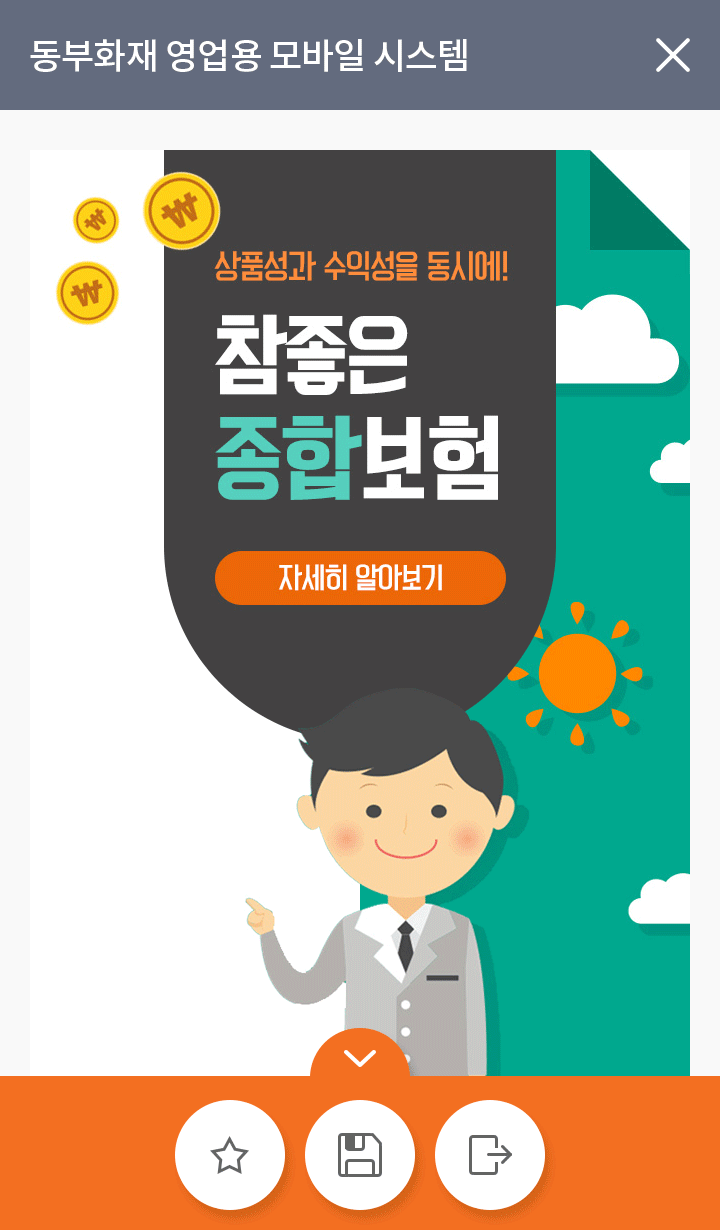 동부화재 영업용 모바일 시스템
상품성과 수익성을 동시에!
참좋은
종합보험
자세히 알아보기